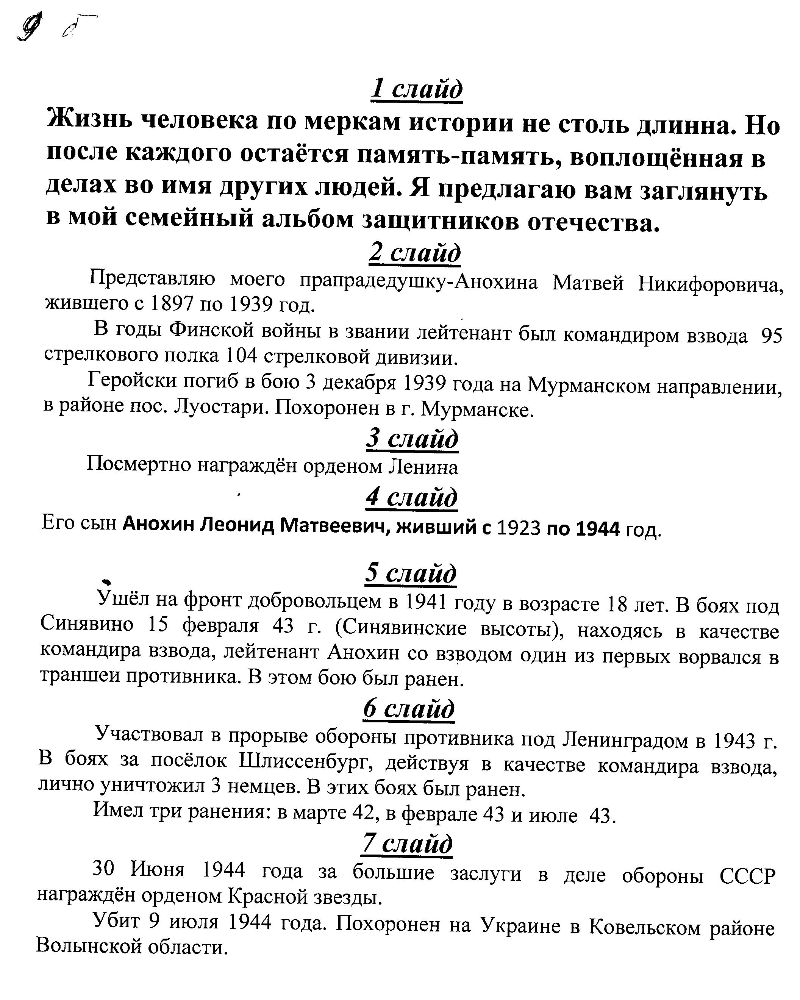 9 б
1 слайд
Жизнь человека по меркам истории не столь длинна. Но
после каждого остаётся память-память, воплощённая в
делах во имя других людей. Я предлагаю вам заглянуть
в мой семейный альбом защитников отечества.
2 слайд
Представляю моего прапрадедушку-Анохина Матвей Никифоровича,
жившего с 1897 по 1939 год.
В годы Финской войны в звании лейтенант был командиром взвода 95
стрелкового полка 104 стрелковой дивизии.
Геройски погиб в бою 3 декабря 1939 года на Мурманском направлении,
в районе пос. Луостари. Похоронен в г. Мурманске.
3 слайд
Посмертно награждён орденом Ленина
4 слайд
Его сын Анохин Леонид Матвеевич, живший с 1923 по 1944 год.
5 слайд
Ушёл на фронт добровольцем в 1941 году в возрасте 18 лет. В боях под
Синявино 15 февраля 43 г. (Синявинские высоты), находясь в качестве
командира взвода, лейтенант Анохин со взводом один из первых ворвался в
траншеи противника. В этом бою был ранен.
6 слайд
Участвовал в прорыве обороны противника под Ленинградом в 1943 г.
В боях за посёлок Шлиссенбург, действуя в качестве командира взвода,
лично уничтожил 3 немцев. В этих боях был ранен.
Имел три ранения: в марте 42, в феврале 43 и июле 43.
7 слайд
30 Июня 1944 года за большие заслуги в деле обороны СССР
награждён орденом Красной звезды.
Убит 9 июля 1944 года. Похоронен на Украине в Ковельском районе
Волынской области.